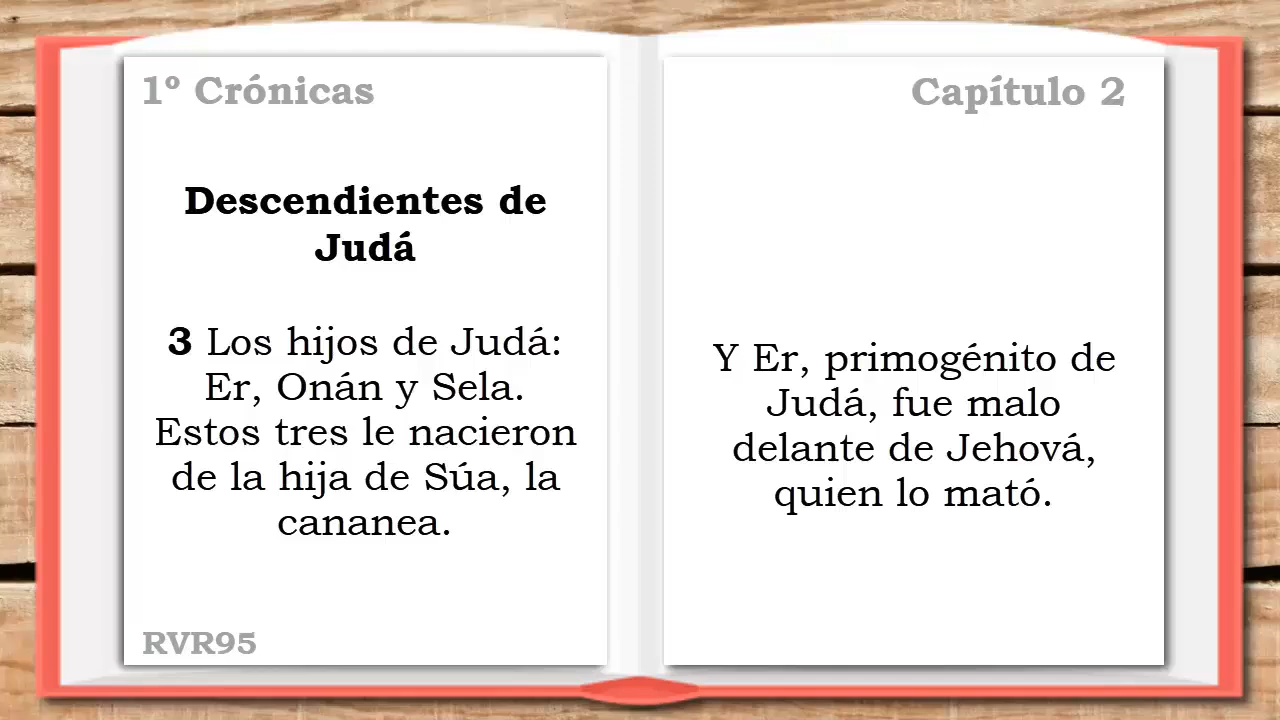 1º Crónicas
Descendientes de
Judá
3 Los hijos de Judá:
Er, Onán y Sela.
Estos tres le nacieron
de la hija de Súa, la
cananea.
RVR95
Capítulo 2
Y Er, primogénito de
Judá, fue malo
delante de Jehová,
quien lo mató.